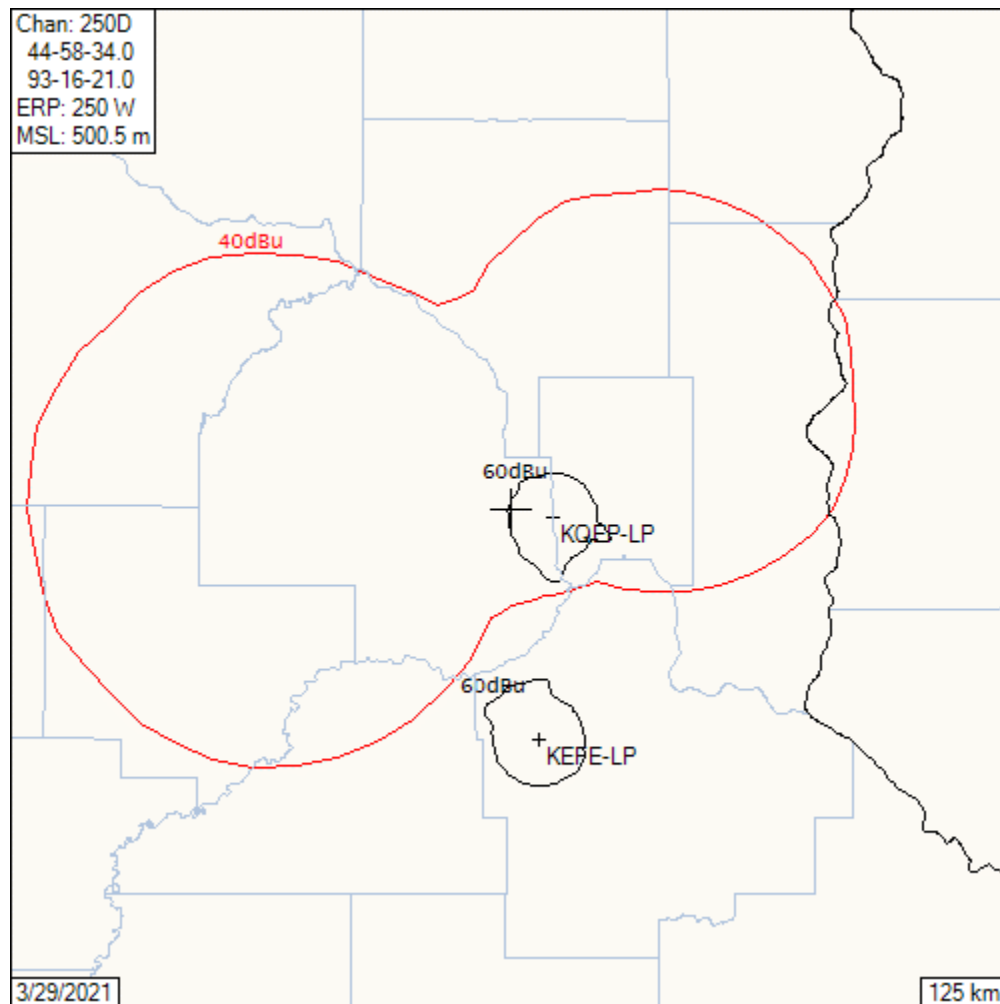 Chan: 250D
44-58-34.0
93-16-21.0
ERP: 250 W
MSL: 500.5 m
40dBu
60dBu
KQEP-LP
60dBu
KEFE-LP
3/29/2021
125 km